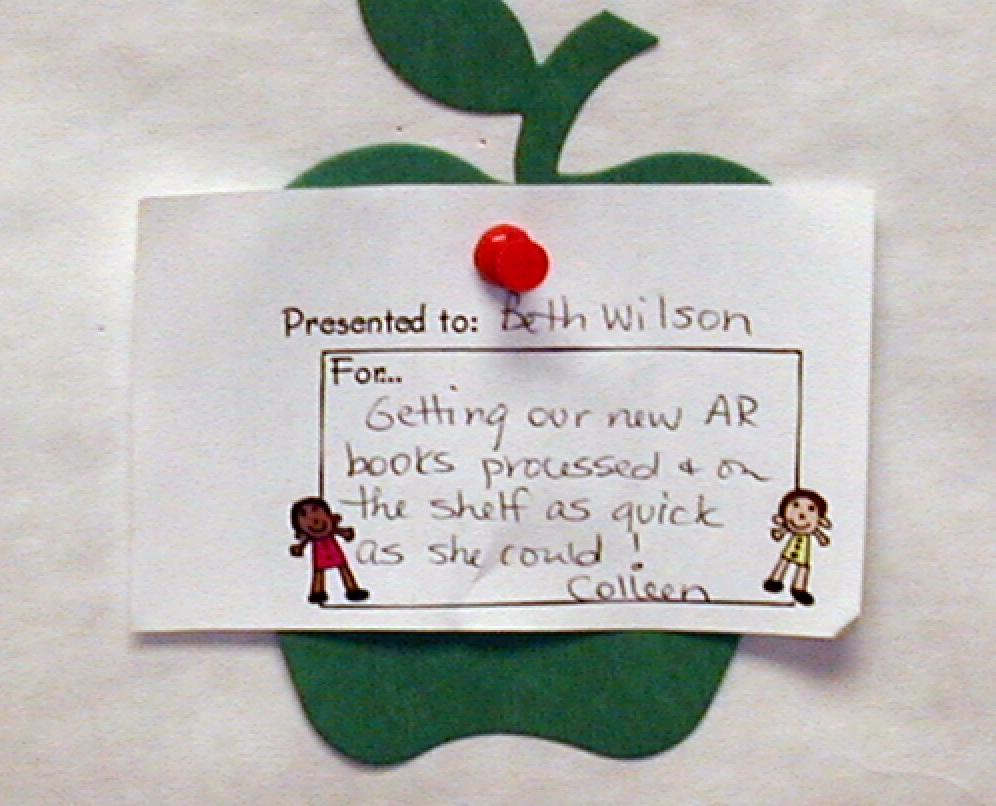 Presented to: Beth Wilson
For...
Getting our new AR
books processed & on
the shelf as quick
as she could !
Colleen